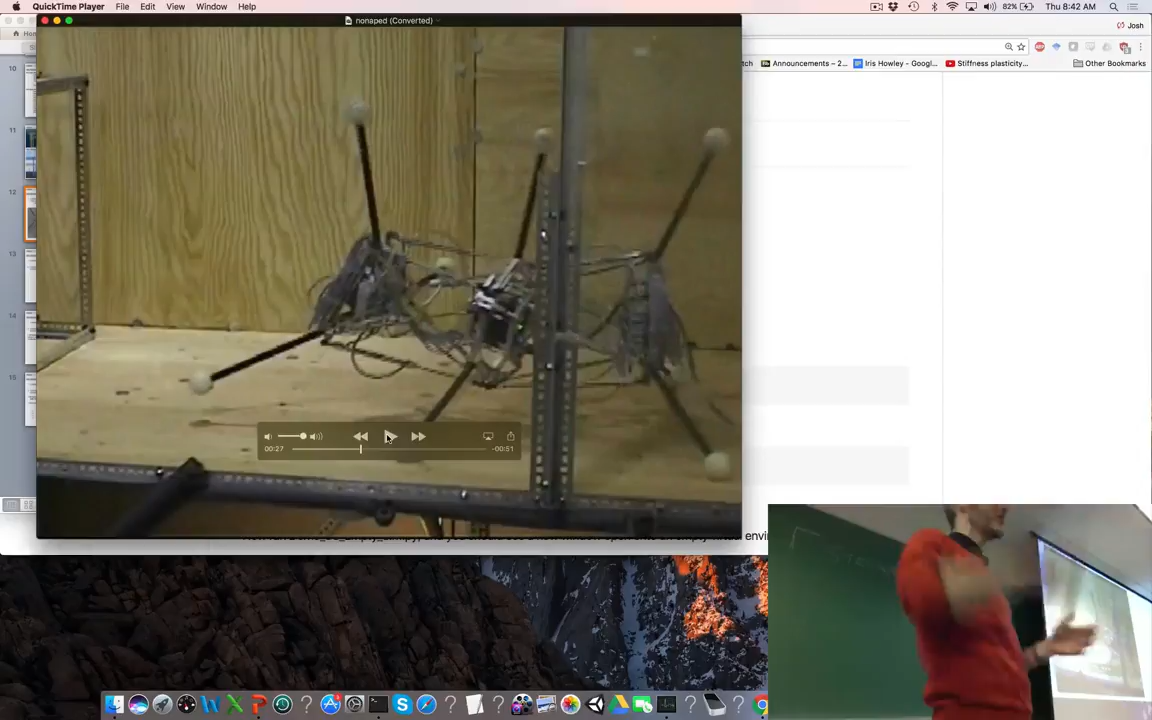 QuickTime Player File Edit View Window Help
82% Thu 8:42 AM
nonaped (Converted)
Josh
Announcements – 2...
Iris Howley - Googl...
Stiffness plasticity...
Other Bookmarks
10
11
12
13
14
15
00:27
-00:51